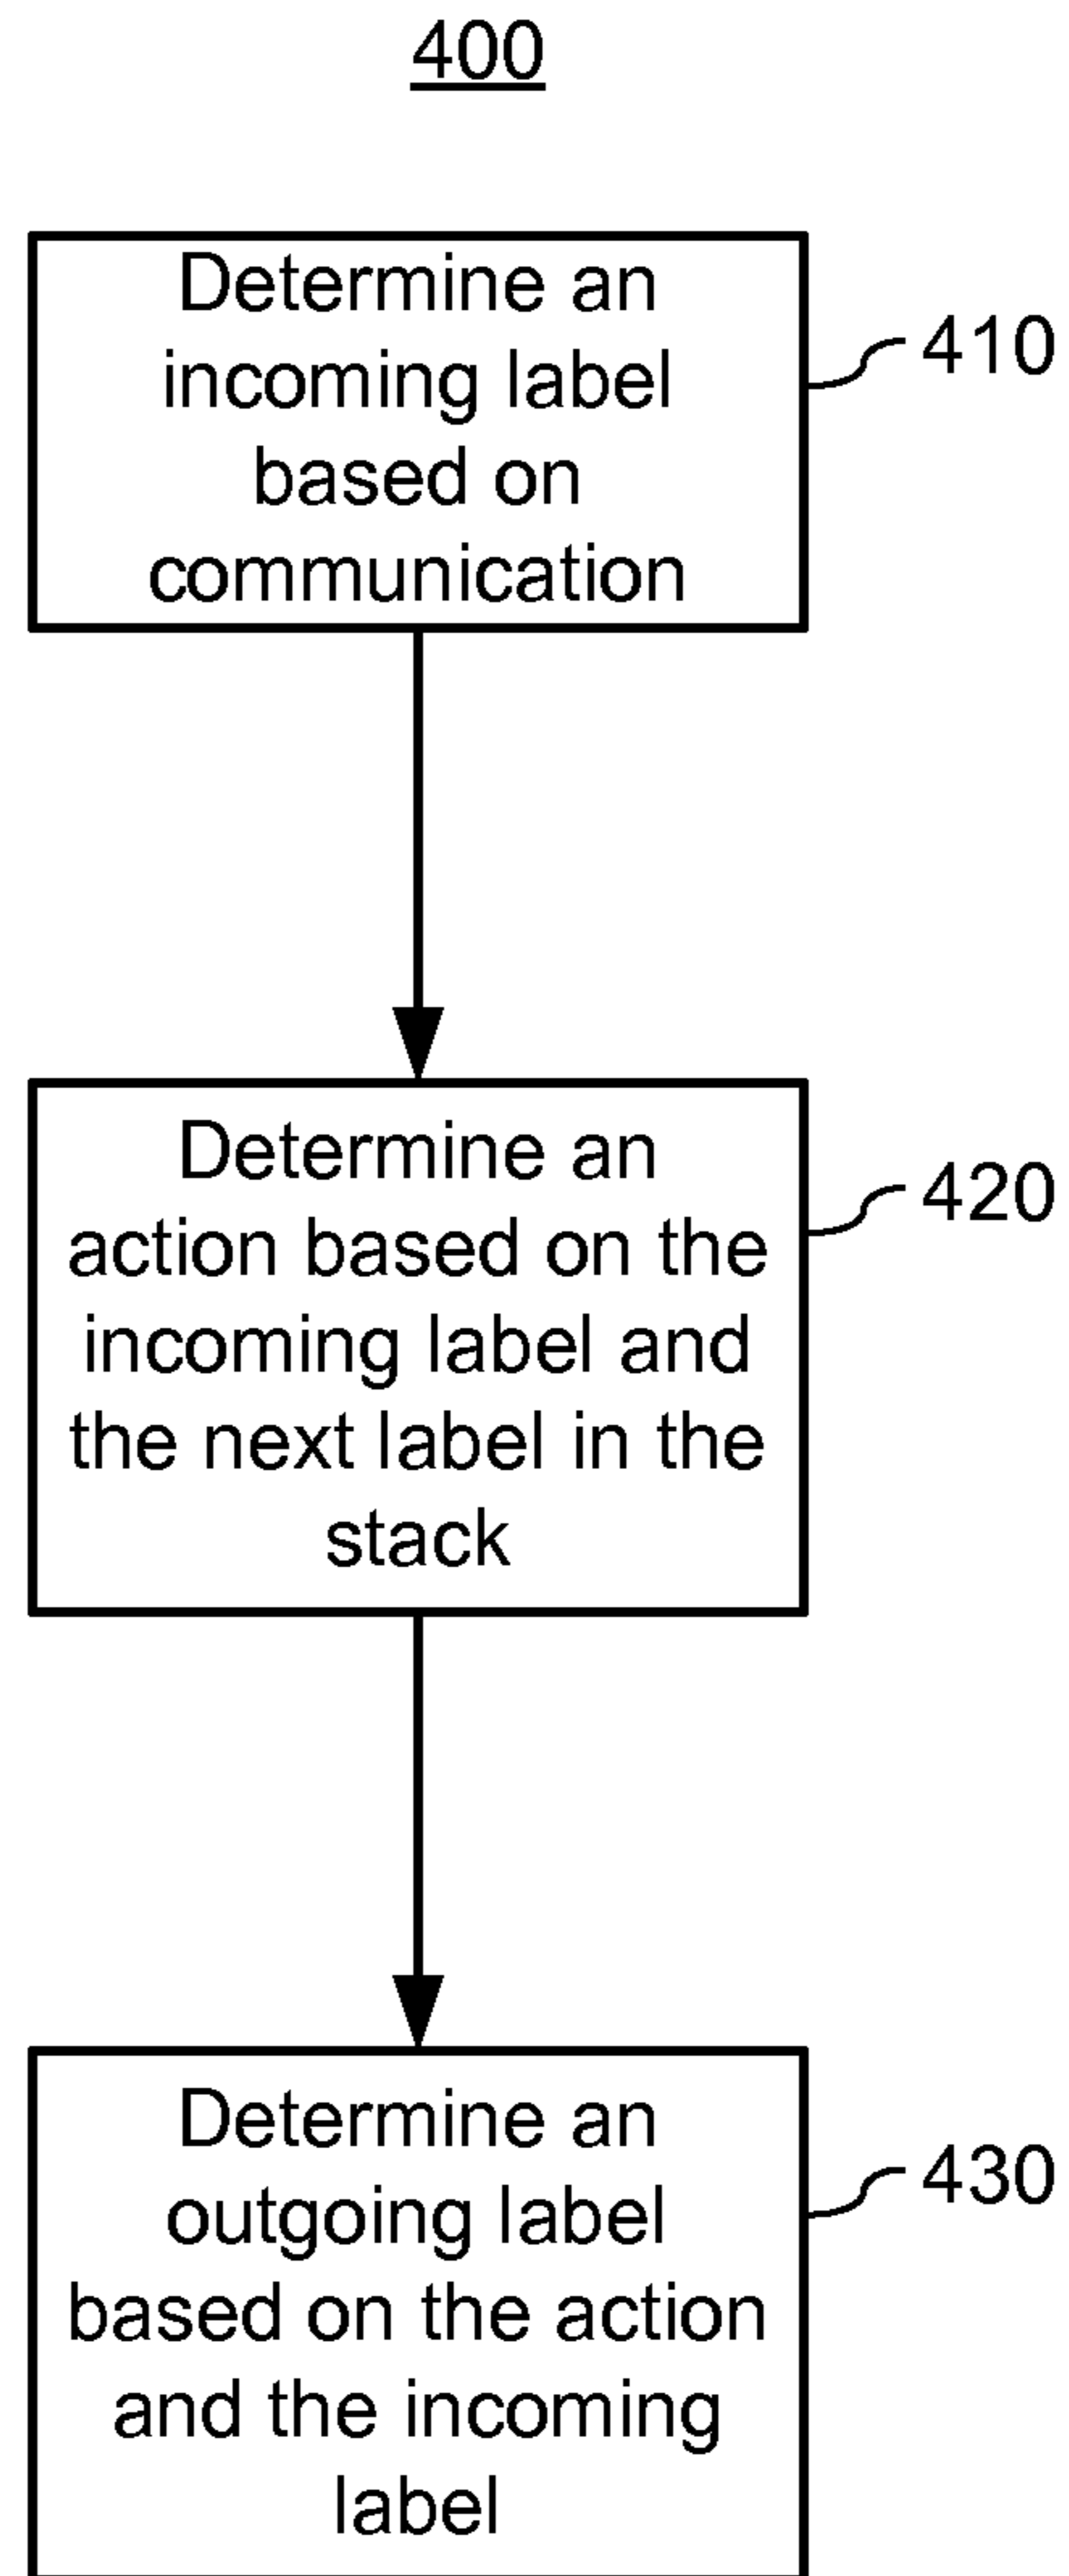 400
Determine an
incoming label
based on
communication
410
Determine an
action based on the
incoming label and
the next label in the
stack
420
Determine an
outgoing label
based on the action
and the incoming
label
430